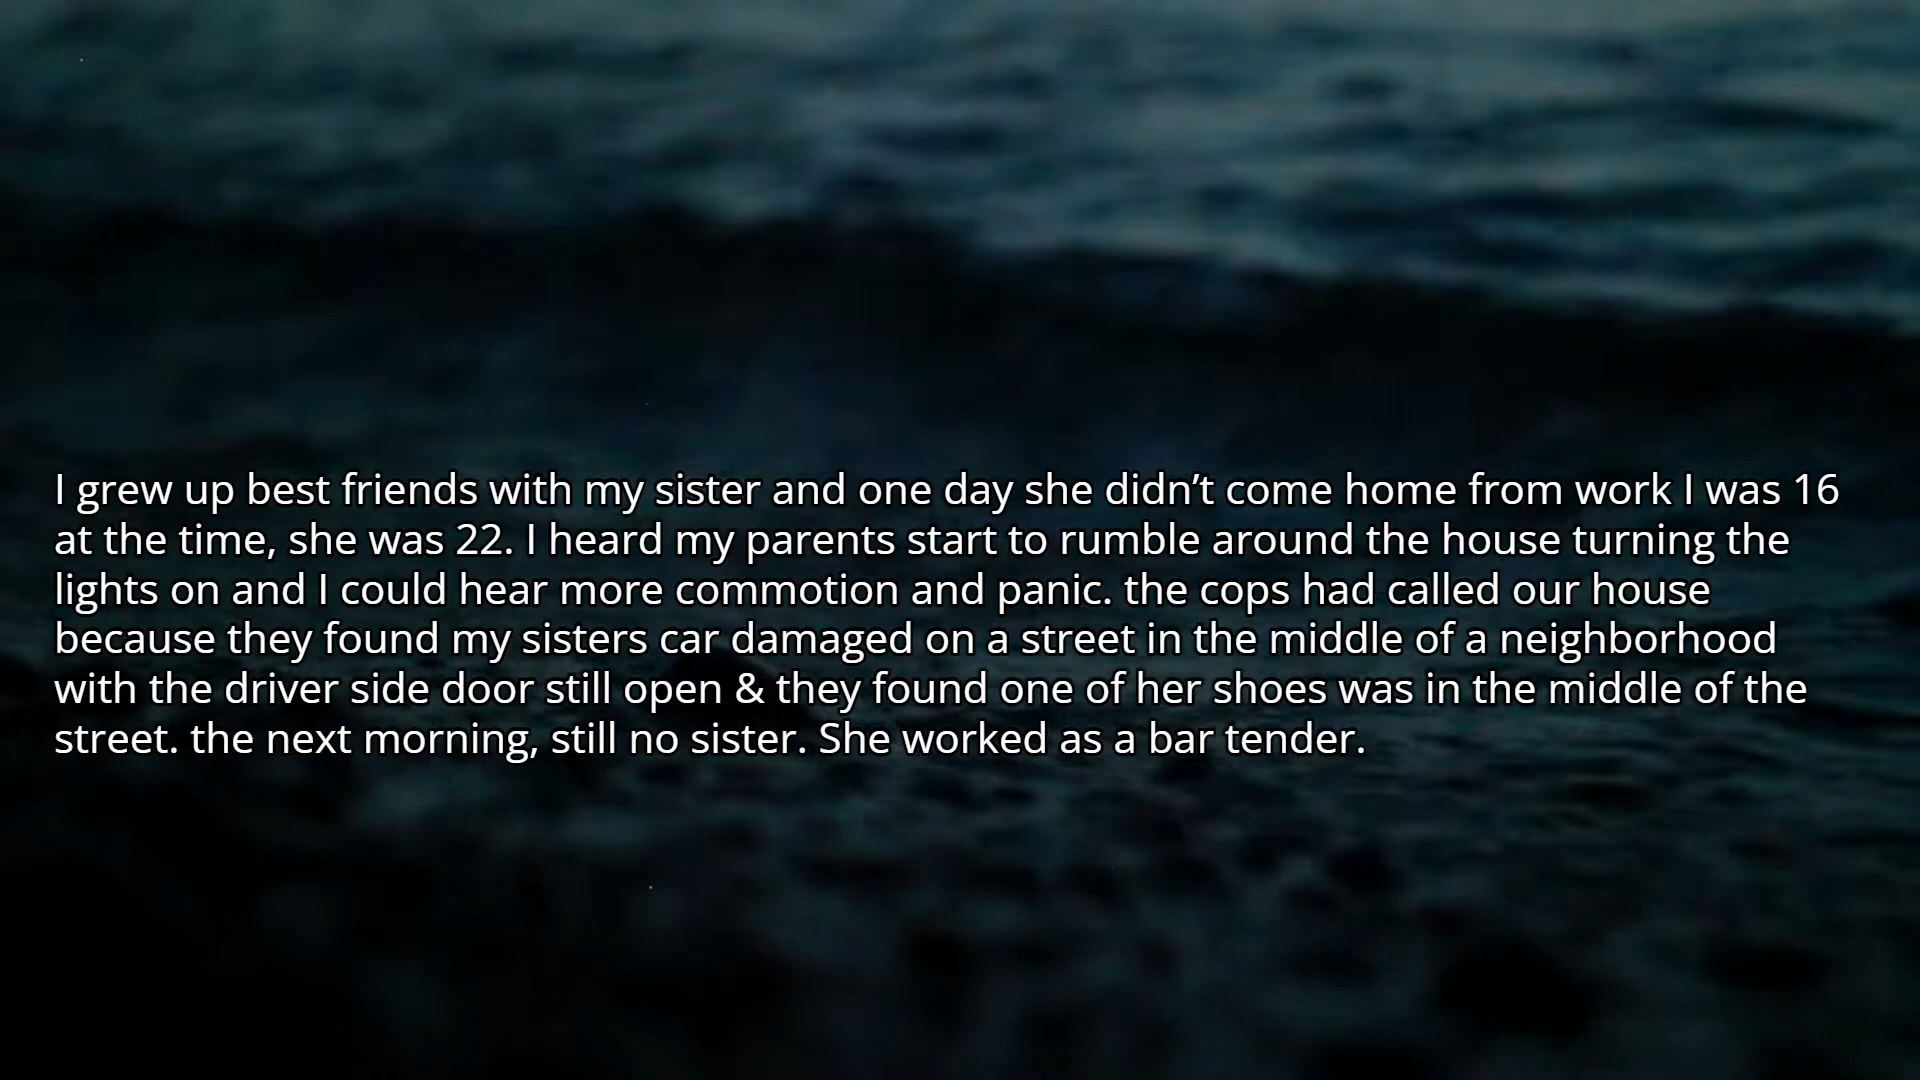 I grew up best friends with my sister and one day she didn’t come home from work I was 16
at the time, she was 22. I heard my parents start to rumble around the house turning the
lights on and I could hear more commotion and panic. the cops had called our house
because they found my sisters car damaged on a street in the middle of a neighborhood
with the driver side door still open & they found one of her shoes was in the middle of the
street. the next morning, still no sister. She worked as a bar tender.